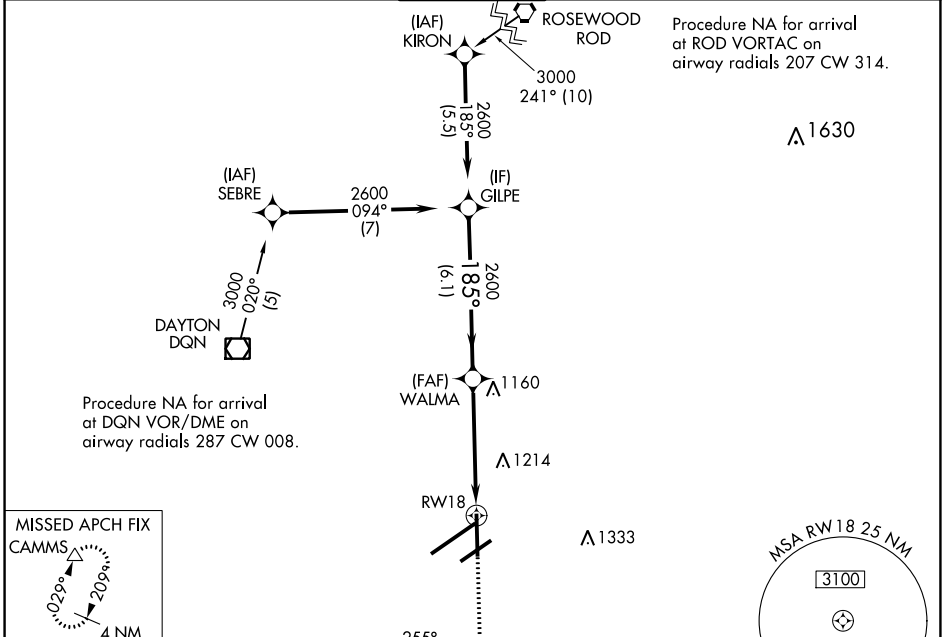 (IAF)
KIRON
ROSEWOOD
ROD
Procedure NA for arrival
at ROD VORTAC on
airway radials 207 CW 314.
3000
241° (10)
2600
185°
(5.5)
1630
(IAF)
SEBRE
2600
094°
(7)
(IF)
GILPE
3000
020°
(5)
2600
185°
(6.1)
DAYTON
DQN
(FAF)
WALMA
1160
Procedure NA for arrival
at DQN VOR/DME on
airway radials 287 CW 008.
1214
RW18
1333
MISSED APCH FIX
CAMMS
029°
209°
4 NM
MSA RW18 25 NM
3100
255°